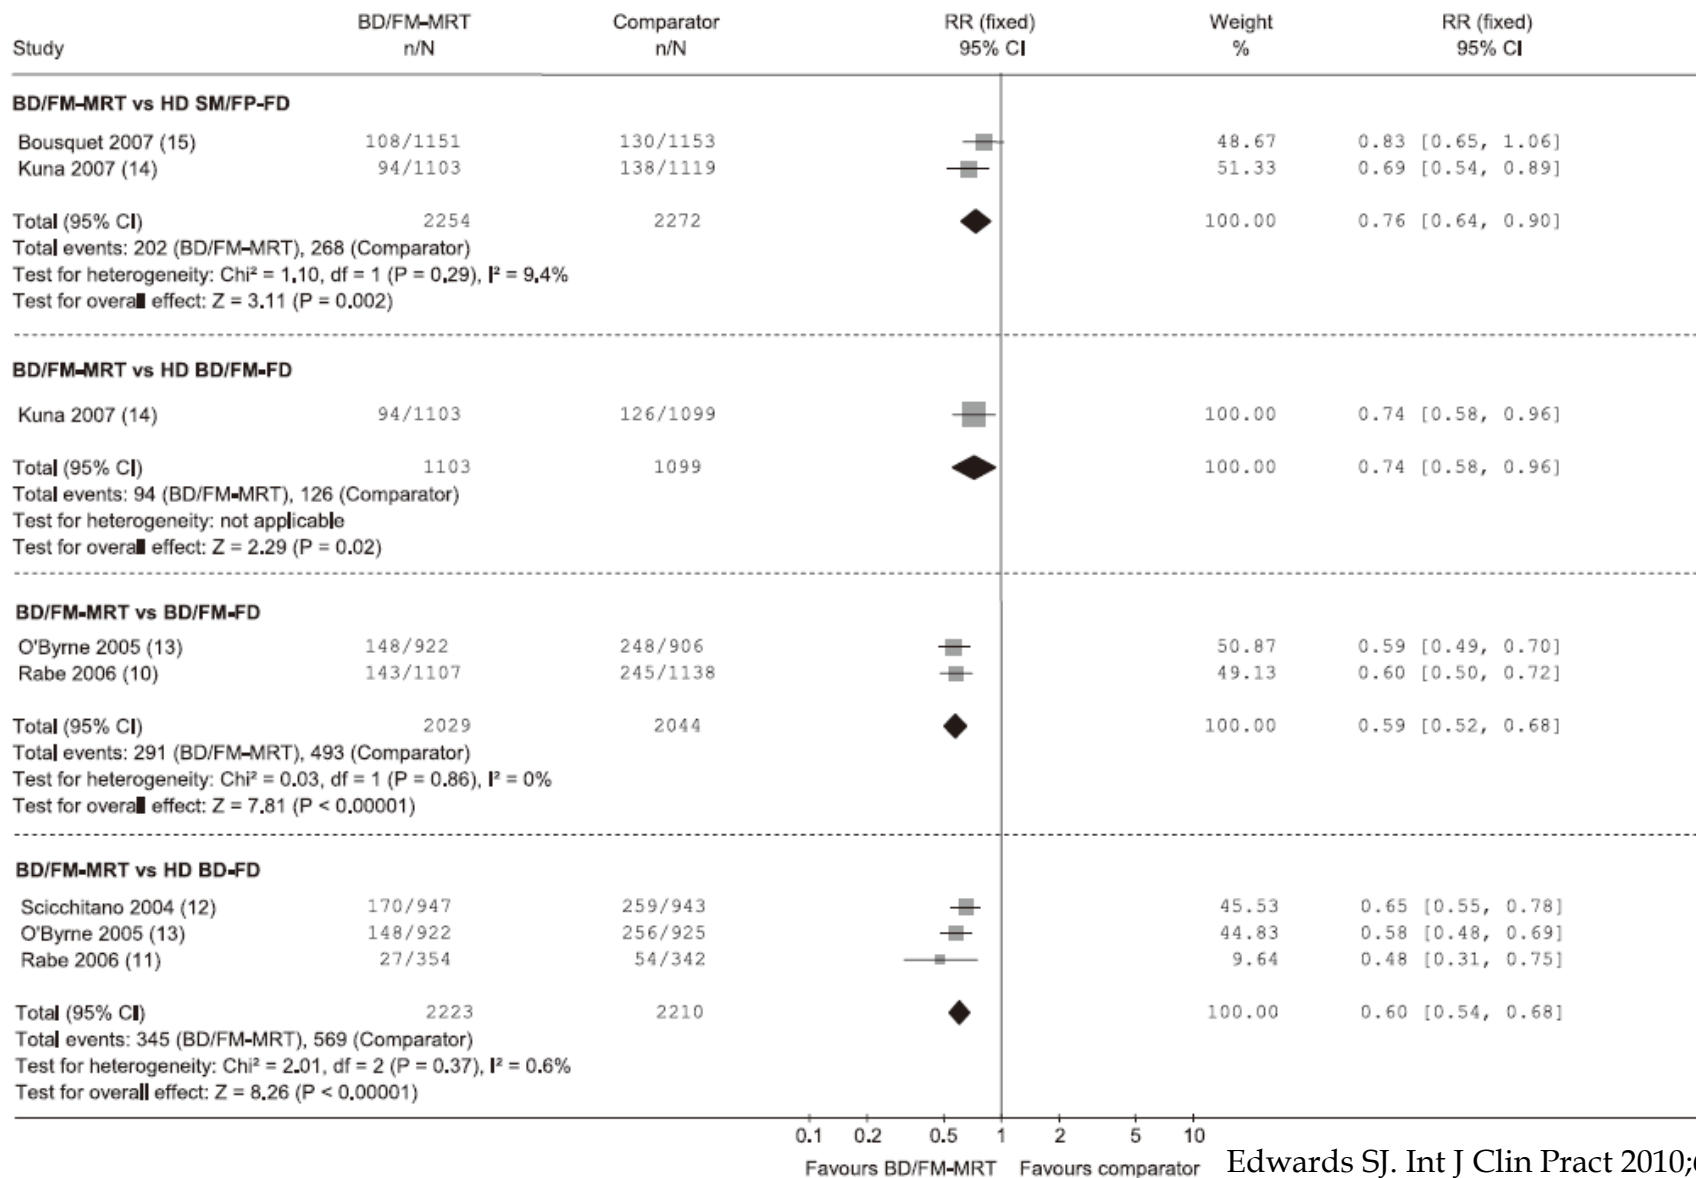 BD/FM-MRT Comparator RR (fixed) Weight RR (fixed)
Study n/N n/N 95% CI % 95% CI
BD/FM-MRT vs HD SM/FP-FD
Bousquet 2007 (15) 108/1151 130/1153 48.67 0.83 [0.65, 1.06]
Kuna 2007 (14) 94/1103 138/1119 51.33 0.69 [0.54, 0.89]
Total (95% CI) 2254 2272 100.00 0.76 [0.64, 0.90]
Total events: 202 (BD/FM-MRT), 268 (Comparator)
Test for heterogeneity: Chi² = 1.10, df = 1 (P = 0.29), I² = 9.4%
Test for overall effect: Z = 3.11 (P = 0.002)
BD/FM-MRT vs HD BD/FM-FD
Kuna 2007 (14) 94/1103 126/1099 100.00 0.74 [0.58, 0.96]
Total (95% CI) 1103 1099 100.00 0.74 [0.58, 0.96]
Total events: 94 (BD/FM-MRT), 126 (Comparator)
Test for heterogeneity: not applicable
Test for overall effect: Z = 2.29 (P = 0.02)
BD/FM-MRT vs BD/FM-FD
O'Byrne 2005 (13) 148/922 248/906 50.87 0.59 [0.49, 0.70]
Rabe 2006 (10) 143/1107 245/1138 49.13 0.60 [0.50, 0.72]
Total (95% CI) 2029 2044 100.00 0.59 [0.52, 0.68]
Total events: 291 (BD/FM-MRT), 493 (Comparator)
Test for heterogeneity: Chi² = 0.03, df = 1 (P = 0.86), I² = 0%
Test for overall effect: Z = 7.81 (P < 0.00001)
BD/FM-MRT vs HD BD-FD
Scicchitano 2004 (12) 170/947 259/943 45.53 0.65 [0.55, 0.78]
O'Byrne 2005 (13) 148/922 256/925 44.83 0.58 [0.48, 0.69]
Rabe 2006 (11) 27/354 54/342 9.64 0.48 [0.31, 0.75]
Total (95% CI) 2223 2210 100.00 0.60 [0.54, 0.68]
Total events: 345 (BD/FM-MRT), 569 (Comparator)
Test for heterogeneity: Chi² = 2.01, df = 2 (P = 0.37), I² = 0.6%
Test for overall effect: Z = 8.26 (P < 0.00001)
0.1 0.2 0.5 1 2 5 10
Favours BD/FM-MRT Favours comparator Edwards SJ. Int J Clin Pract 2010;